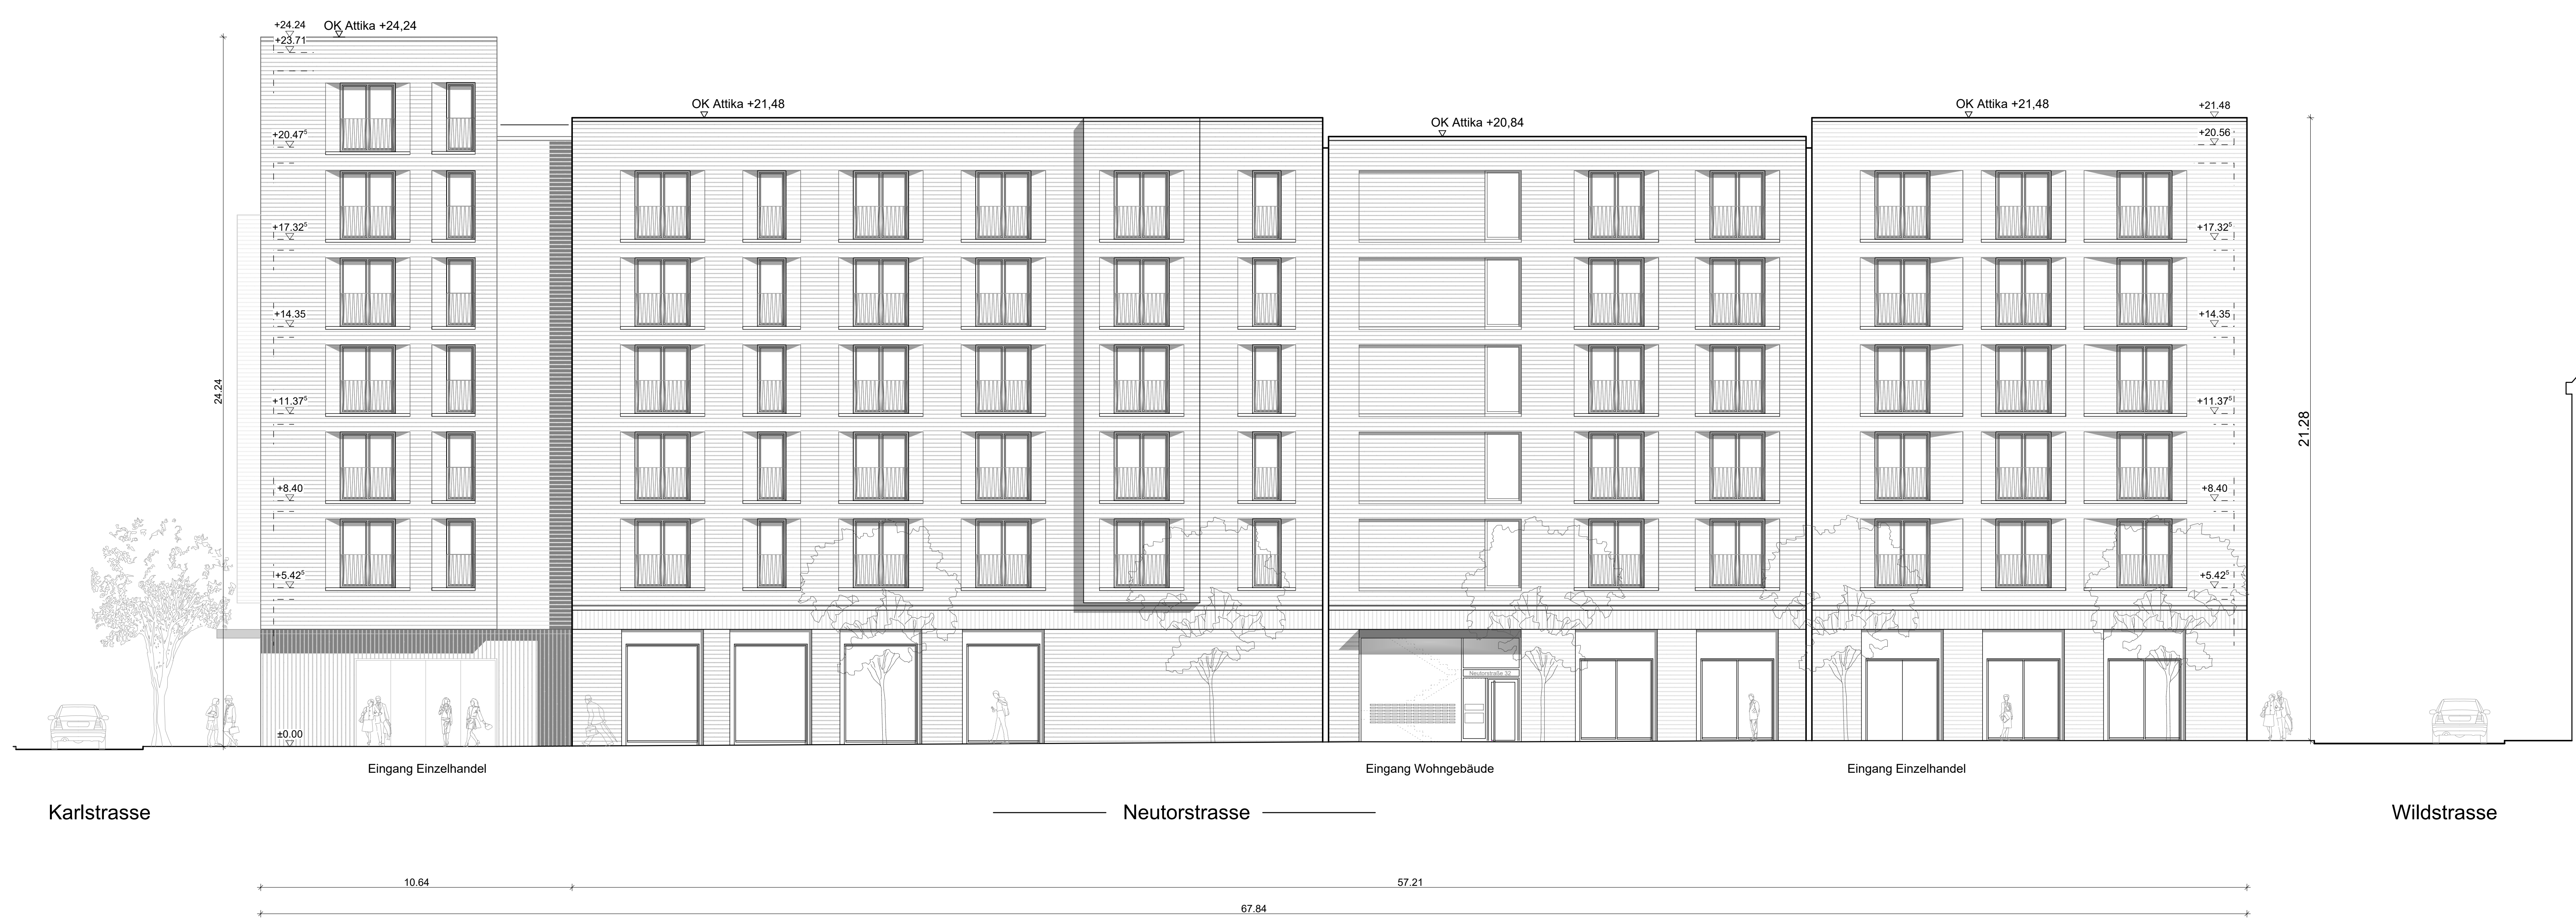 +24.24
OK Attika +24,24
+23.71
OK Attika +21,48
OK Attika +20,84
OK Attika +21,48
+21.48
+20.47⁵
+20.56
+17.32⁵
+17.32⁵
+14.35
+14.35
24.24
+11.37⁵
+11.37⁵
21.28
+8.40
+8.40
+5.42⁵
+5.42⁵
Neutorstraße 32
±0.00
Eingang Einzelhandel
Eingang Wohngebäude
Eingang Einzelhandel
Karlstrasse
Neutorstrasse
Wildstrasse
10.64
57.21
67.84